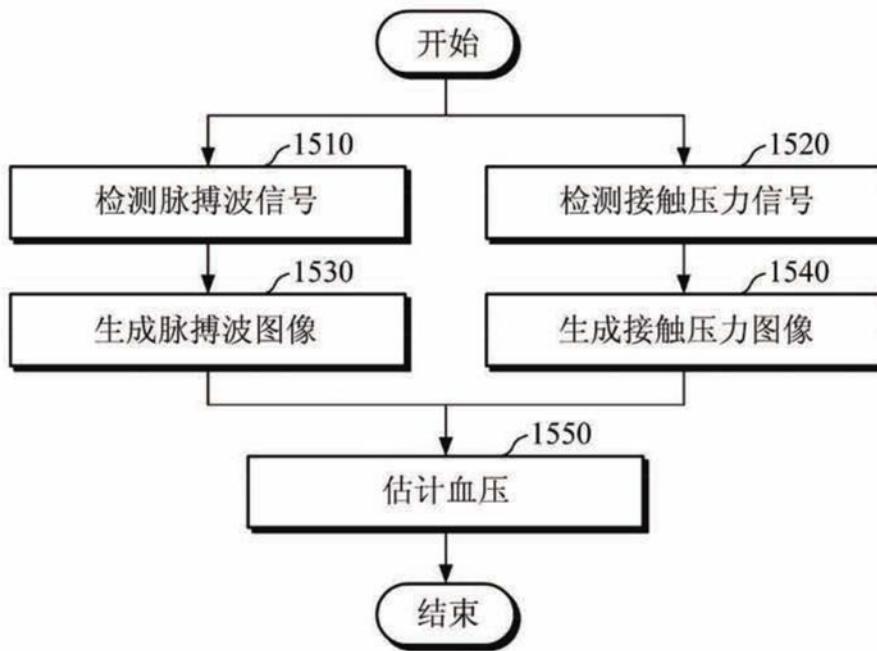 开始
1510
1520
检测脉搏波信号
检测接触压力信号
1530
1540
生成脉搏波图像
生成接触压力图像
1550
估计血压
结束